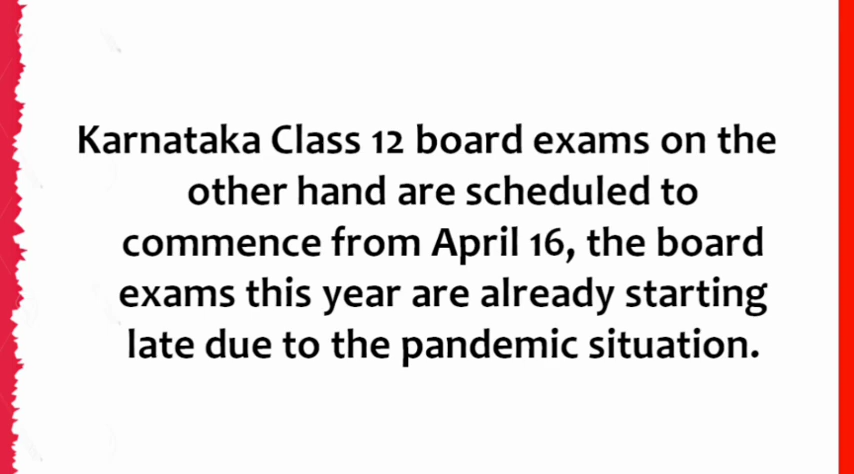 Karnataka Class 12 board exams on the
other hand are scheduled to
commence from April 16, the board
exams this year are already starting
late due to the pandemic situation.